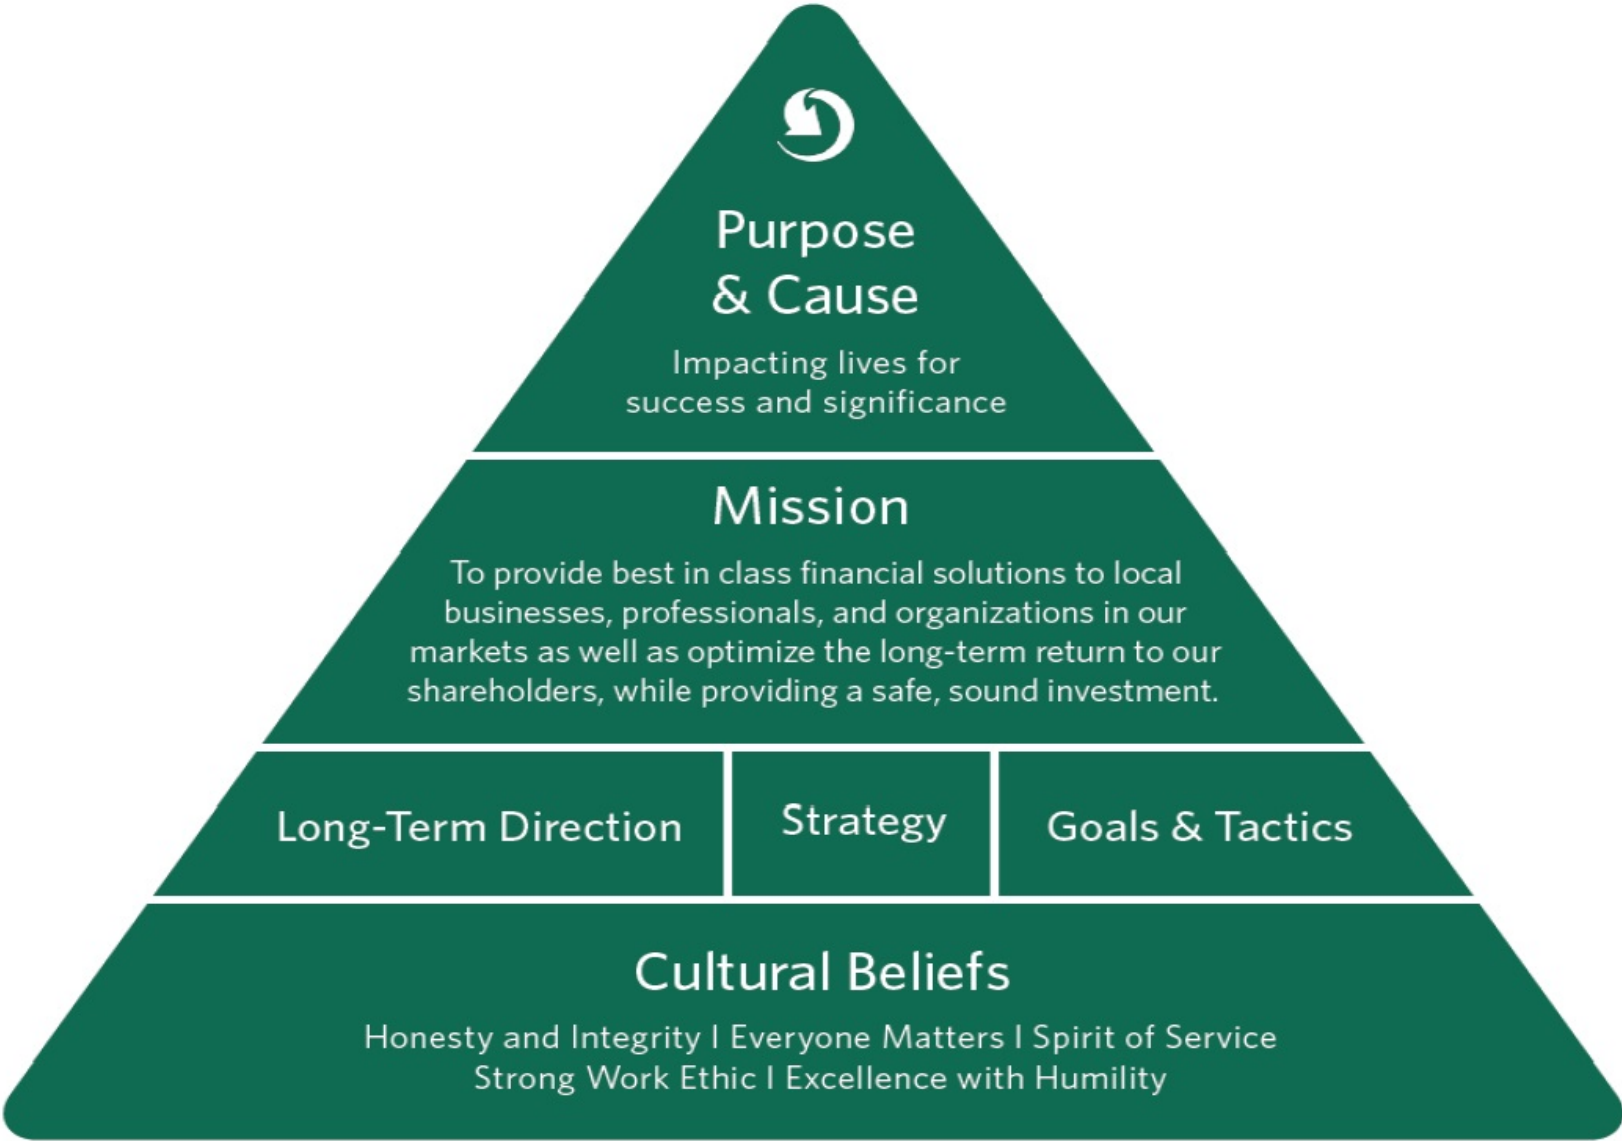 Purpose
& Cause
Impacting lives for
success and significance
Mission
To provide best in class financial solutions to local
businesses, professionals, and organizations in our
markets as well as optimize the long-term return to our
shareholders, while providing a safe, sound investment.
Long-Term Direction
Strategy
Goals & Tactics
Cultural Beliefs
Honesty and Integrity I Everyone Matters I Spirit of Service
Strong Work Ethic I Excellence with Humility